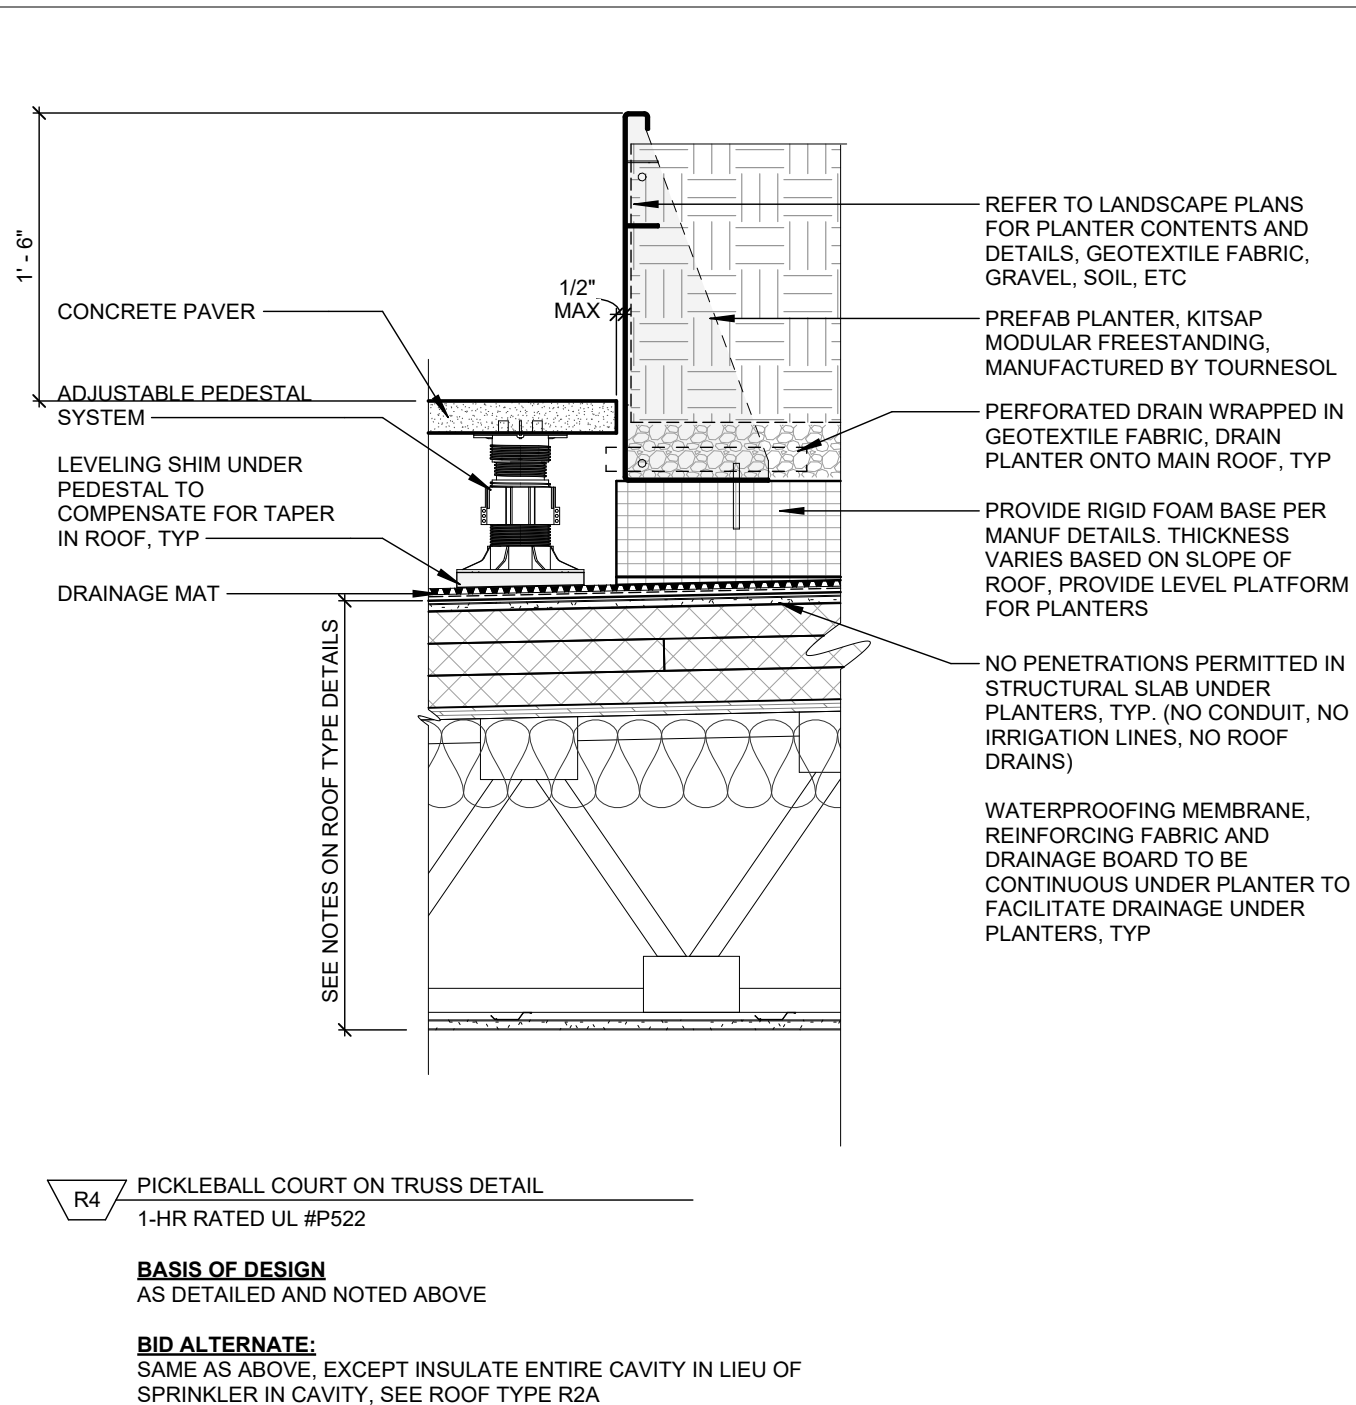 1' - 6"
CONCRETE PAVER
ADJUSTABLE PEDESTAL
SYSTEM
LEVELING SHIM UNDER
PEDESTAL TO
COMPENSATE FOR TAPER
IN ROOF, TYP
DRAINAGE MAT
SEE NOTES ON ROOF TYPE DETAILS
1/2"
MAX
REFER TO LANDSCAPE PLANS
FOR PLANTER CONTENTS AND
DETAILS, GEOTEXTILE FABRIC,
GRAVEL, SOIL, ETC
PREFAB PLANTER, KITSAP
MODULAR FREESTANDING,
MANUFACTURED BY TOURNESOL
PERFORATED DRAIN WRAPPED IN
GEOTEXTILE FABRIC, DRAIN
PLANTER ONTO MAIN ROOF, TYP
PROVIDE RIGID FOAM BASE PER
MANUF DETAILS. THICKNESS
VARIES BASED ON SLOPE OF
ROOF, PROVIDE LEVEL PLATFORM
FOR PLANTERS
NO PENETRATIONS PERMITTED IN
STRUCTURAL SLAB UNDER
PLANTERS, TYP. (NO CONDUIT, NO
IRRIGATION LINES, NO ROOF
DRAINS)
WATERPROOFING MEMBRANE,
REINFORCING FABRIC AND
DRAINAGE BOARD TO BE
CONTINUOUS UNDER PLANTER TO
FACILITATE DRAINAGE UNDER
PLANTERS, TYP
R4
PICKLEBALL COURT ON TRUSS DETAIL
1-HR RATED UL #P522
BASIS OF DESIGN
AS DETAILED AND NOTED ABOVE
BID ALTERNATE:
SAME AS ABOVE, EXCEPT INSULATE ENTIRE CAVITY IN LIEU OF
SPRINKLER IN CAVITY, SEE ROOF TYPE R2A